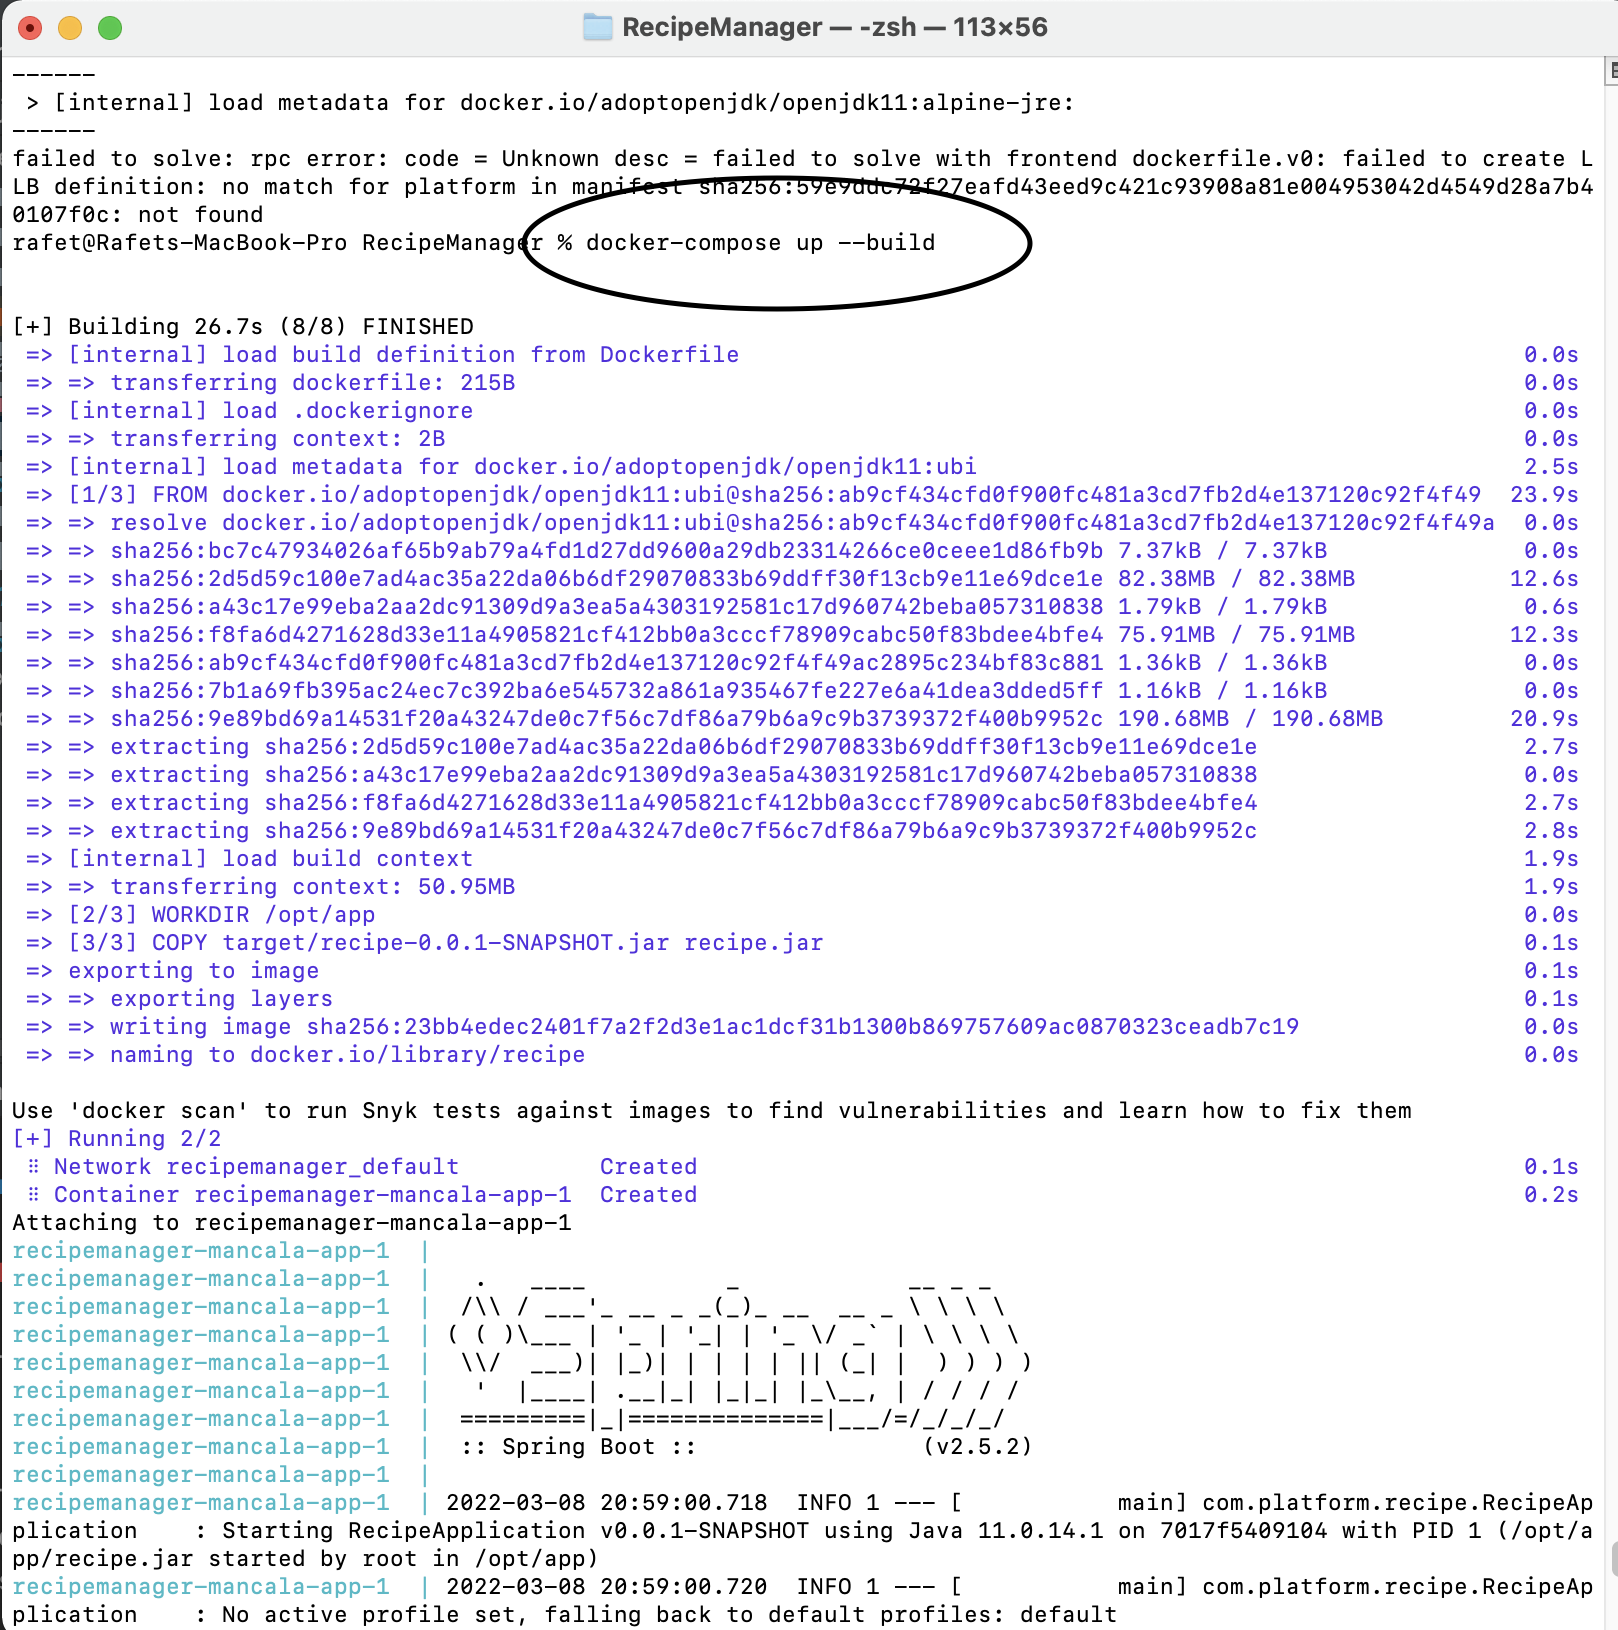 RecipeManager — -zsh — 113×56
------
 > [internal] load metadata for docker.io/adoptopenjdk/openjdk11:alpine-jre:
------
failed to solve: rpc error: code = Unknown desc = failed to solve with frontend dockerfile.v0: failed to create L
LB definition: no match for platform in manifest sha256:59e9ddc72f27eafd43eed9c421c93908a81e004953042d4549d28a7b4
0107f0c: not found
rafet@Rafets-MacBook-Pro RecipeManager % docker-compose up --build
[+] Building 26.7s (8/8) FINISHED
 => [internal] load build definition from Dockerfile 0.0s
 => => transferring dockerfile: 215B 0.0s
 => [internal] load .dockerignore 0.0s
 => => transferring context: 2B 0.0s
 => [internal] load metadata for docker.io/adoptopenjdk/openjdk11:ubi 2.5s
 => [1/3] FROM docker.io/adoptopenjdk/openjdk11:ubi@sha256:ab9cf434cfd0f900fc481a3cd7fb2d4e137120c92f4f49 23.9s
 => => resolve docker.io/adoptopenjdk/openjdk11:ubi@sha256:ab9cf434cfd0f900fc481a3cd7fb2d4e137120c92f4f49a 0.0s
 => => sha256:bc7c47934026af65b9ab79a4fd1d27dd9600a29db23314266ce0ceee1d86fb9b 7.37kB / 7.37kB 0.0s
 => => sha256:2d5d59c100e7ad4ac35a22da06b6df29070833b69ddff30f13cb9e11e69dce1e 82.38MB / 82.38MB 12.6s
 => => sha256:a43c17e99eba2aa2dc91309d9a3ea5a4303192581c17d960742beba057310838 1.79kB / 1.79kB 0.6s
 => => sha256:f8fa6d4271628d33e11a4905821cf412bb0a3cccf78909cabc50f83bdee4bfe4 75.91MB / 75.91MB 12.3s
 => => sha256:ab9cf434cfd0f900fc481a3cd7fb2d4e137120c92f4f49ac2895c234bf83c881 1.36kB / 1.36kB 0.0s
 => => sha256:7b1a69fb395ac24ec7c392ba6e545732a861a935467fe227e6a41dea3dded5ff 1.16kB / 1.16kB 0.0s
 => => sha256:9e89bd69a14531f20a43247de0c7f56c7df86a79b6a9c9b3739372f400b9952c 190.68MB / 190.68MB 20.9s
 => => extracting sha256:2d5d59c100e7ad4ac35a22da06b6df29070833b69ddff30f13cb9e11e69dce1e 2.7s
 => => extracting sha256:a43c17e99eba2aa2dc91309d9a3ea5a4303192581c17d960742beba057310838 0.0s
 => => extracting sha256:f8fa6d4271628d33e11a4905821cf412bb0a3cccf78909cabc50f83bdee4bfe4 2.7s
 => => extracting sha256:9e89bd69a14531f20a43247de0c7f56c7df86a79b6a9c9b3739372f400b9952c 2.8s
 => [internal] load build context 1.9s
 => => transferring context: 50.95MB 1.9s
 => [2/3] WORKDIR /opt/app 0.0s
 => [3/3] COPY target/recipe-0.0.1-SNAPSHOT.jar recipe.jar 0.1s
 => exporting to image 0.1s
 => => exporting layers 0.1s
 => => writing image sha256:23bb4edec2401f7a2f2d3e1ac1dcf31b1300b869757609ac0870323ceadb7c19 0.0s
 => => naming to docker.io/library/recipe 0.0s
Use 'docker scan' to run Snyk tests against images to find vulnerabilities and learn how to fix them
[+] Running 2/2
 ⠿ Network recipemanager_default          Created 0.1s
 ⠿ Container recipemanager-mancala-app-1  Created 0.2s
Attaching to recipemanager-mancala-app-1
recipemanager-mancala-app-1  |
recipemanager-mancala-app-1  |   .   ____          _            __ _ _
recipemanager-mancala-app-1  |  /\\ / ___'_ __ _ _(_)_ __  __ _ \ \ \ \
recipemanager-mancala-app-1  | ( ( )\___ | '_ | '_| | '_ \/ _` | \ \ \ \
recipemanager-mancala-app-1  |  \\/  ___)| |_)| | | | | || (_| |  ) ) ) )
recipemanager-mancala-app-1  |   '  |____| .__|_| |_|_| |_\__, | / / / /
recipemanager-mancala-app-1  |  =========|_|==============|___/=/_/_/_/
recipemanager-mancala-app-1  |  :: Spring Boot ::                (v2.5.2)
recipemanager-mancala-app-1  |
recipemanager-mancala-app-1  | 2022-03-08 20:59:00.718  INFO 1 --- [           main] com.platform.recipe.RecipeAp
plication    : Starting RecipeApplication v0.0.1-SNAPSHOT using Java 11.0.14.1 on 7017f5409104 with PID 1 (/opt/a
pp/recipe.jar started by root in /opt/app)
recipemanager-mancala-app-1  | 2022-03-08 20:59:00.720  INFO 1 --- [           main] com.platform.recipe.RecipeAp
plication    : No active profile set, falling back to default profiles: default